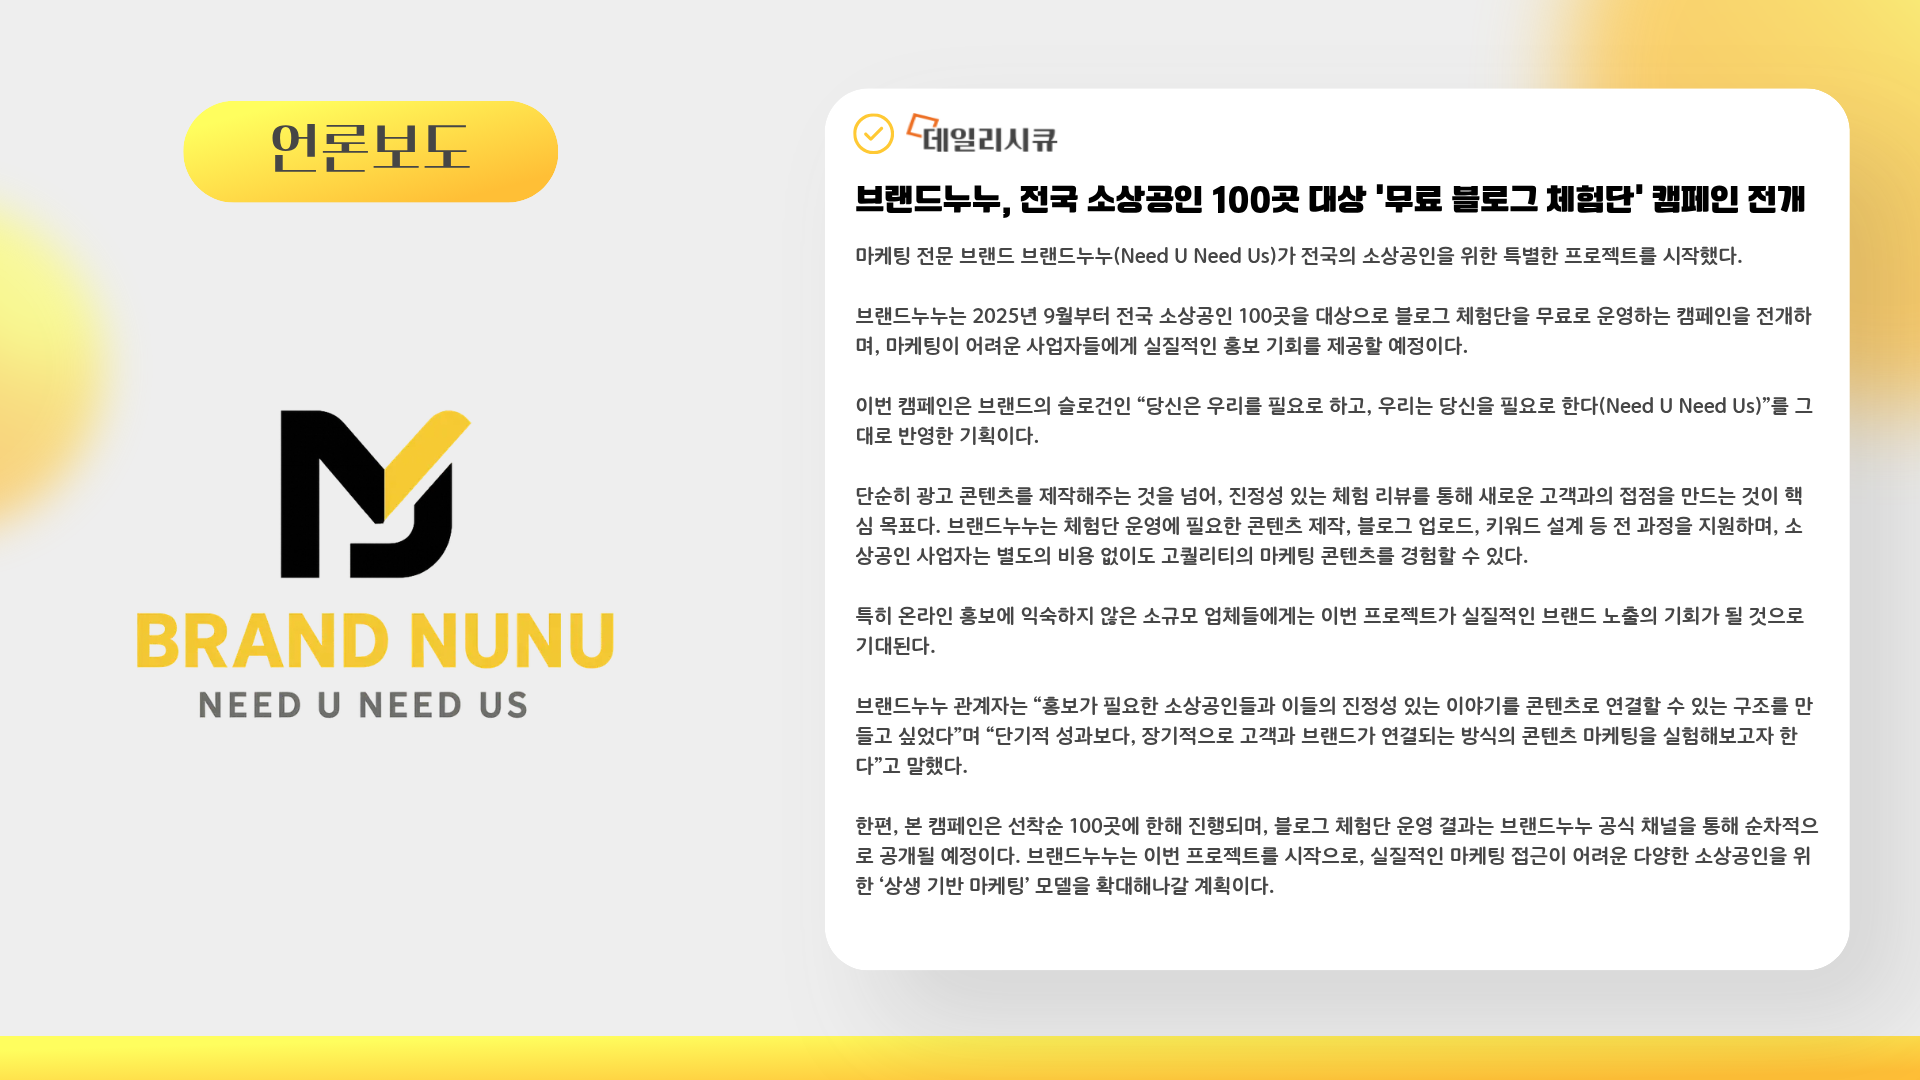 언론보도
BRAND NUNU
NEED U NEED US
데일리시큐
브랜드누누, 전국 소상공인 100곳 대상 '무료 블로그 체험단' 캠페인 전개
마케팅 전문 브랜드 브랜드누누(Need U Need Us)가 전국의 소상공인을 위한 특별한 프로젝트를 시작했다.
브랜드누누는 2025년 9월부터 전국 소상공인 100곳을 대상으로 블로그 체험단을 무료로 운영하는 캠페인을 전개하
며, 마케팅이 어려운 사업자들에게 실질적인 홍보 기회를 제공할 예정이다.
이번 캠페인은 브랜드의 슬로건인 “당신은 우리를 필요로 하고, 우리는 당신을 필요로 한다(Need U Need Us)”를 그
대로 반영한 기획이다.
단순히 광고 콘텐츠를 제작해주는 것을 넘어, 진정성 있는 체험 리뷰를 통해 새로운 고객과의 접점을 만드는 것이 핵
심 목표다. 브랜드누누는 체험단 운영에 필요한 콘텐츠 제작, 블로그 업로드, 키워드 설계 등 전 과정을 지원하며, 소
상공인 사업자는 별도의 비용 없이도 고퀄리티의 마케팅 콘텐츠를 경험할 수 있다.
특히 온라인 홍보에 익숙하지 않은 소규모 업체들에게는 이번 프로젝트가 실질적인 브랜드 노출의 기회가 될 것으로
기대된다.
브랜드누누 관계자는 “홍보가 필요한 소상공인들과 이들의 진정성 있는 이야기를 콘텐츠로 연결할 수 있는 구조를 만
들고 싶었다”며 “단기적 성과보다, 장기적으로 고객과 브랜드가 연결되는 방식의 콘텐츠 마케팅을 실험해보고자 한
다”고 말했다.
한편, 본 캠페인은 선착순 100곳에 한해 진행되며, 블로그 체험단 운영 결과는 브랜드누누 공식 채널을 통해 순차적으
로 공개될 예정이다. 브랜드누누는 이번 프로젝트를 시작으로, 실질적인 마케팅 접근이 어려운 다양한 소상공인을 위
한 ‘상생 기반 마케팅’ 모델을 확대해나갈 계획이다.